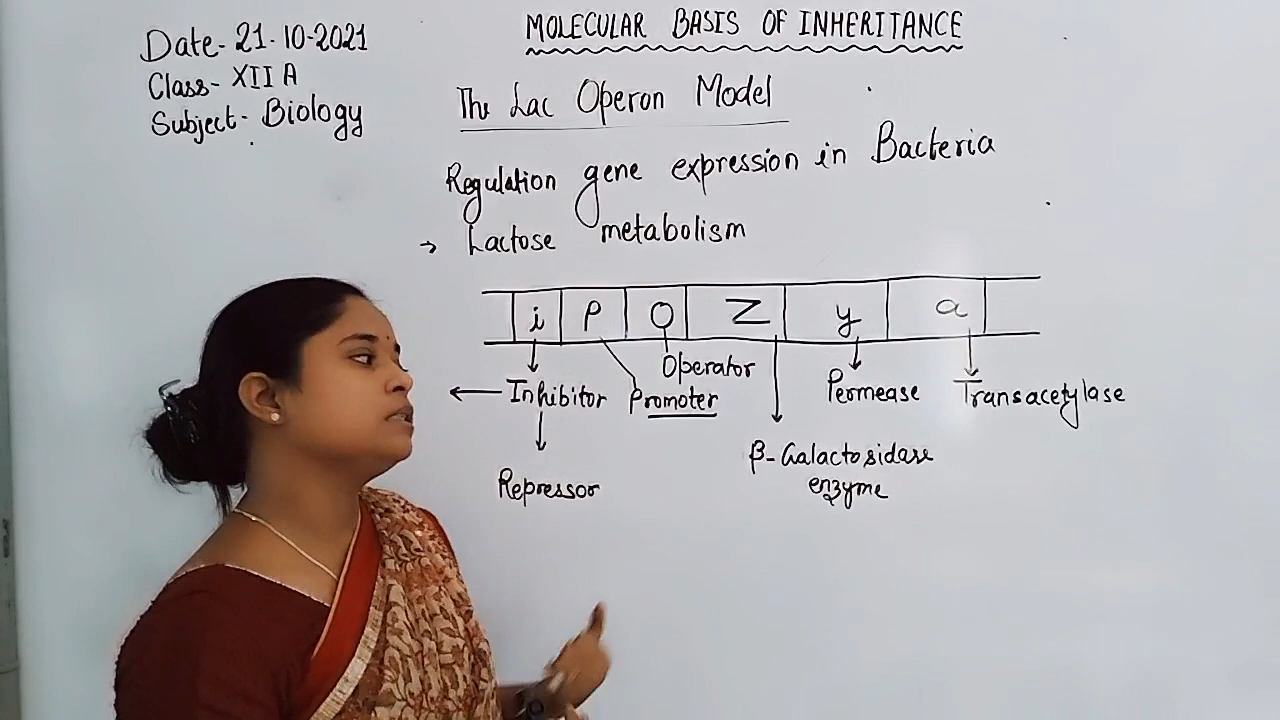 Date- 21-10-2021
Class- XII A
Subject- Biology
MOLECULAR BASIS OF INHERITANCE
The Lac Operon Model
Regulation gene expression in Bacteria
→ Lactose metabolism
i P O Z y a
Operator
← Inhibitor Promoter Permease Transacetylase
Repressor
β-Galactosidase
enzyme